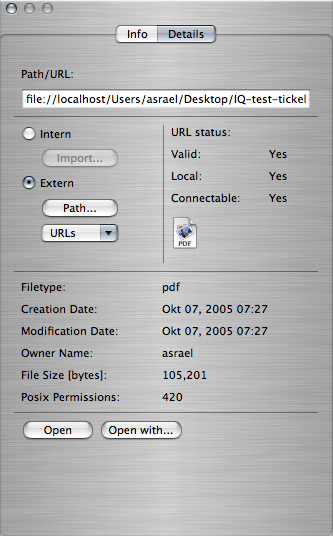 Info Details
Path/URL:
file://localhost/Users/asrael/Desktop/IQ-test-tickel
Intern
Import...
Extern
Path...
URLs
URL status:
Valid: Yes
Local: Yes
Connectable: Yes
PDF
Filetype: pdf
Creation Date: Okt 07, 2005 07:27
Modification Date: Okt 07, 2005 07:27
Owner Name: asrael
File Size [bytes]: 105,201
Posix Permissions: 420
Open Open with...